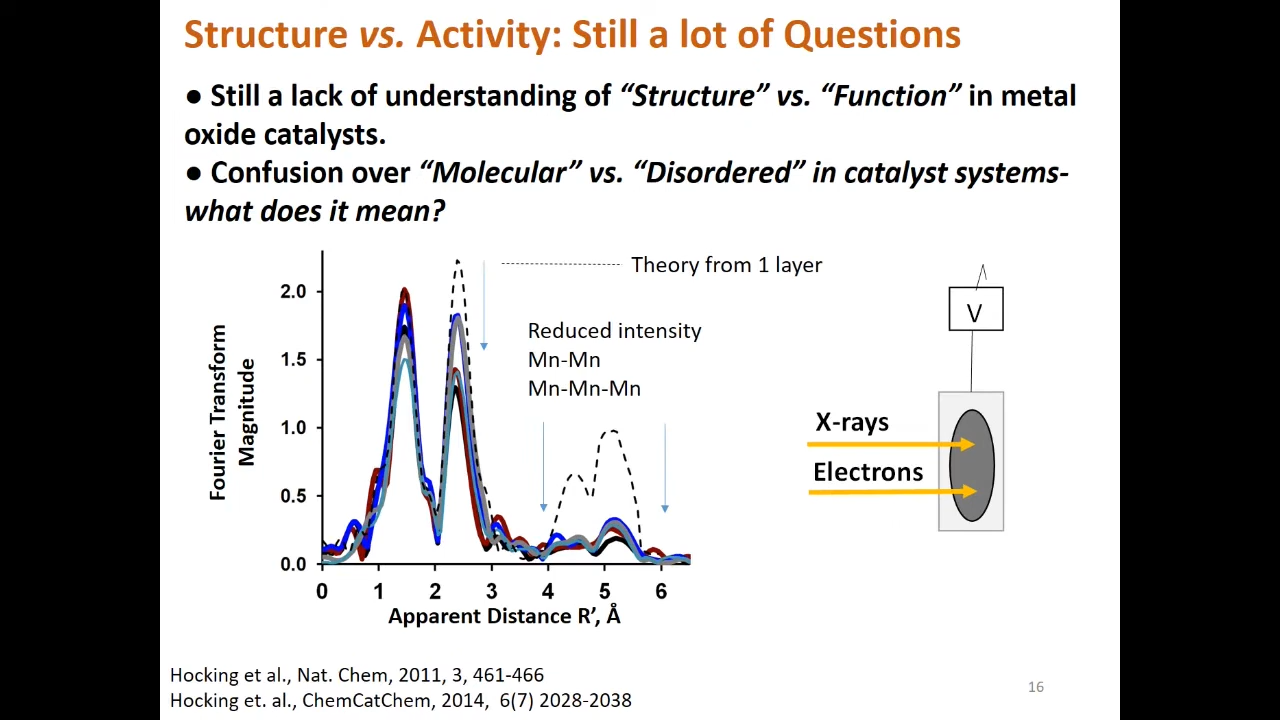 Structure vs. Activity: Still a lot of Questions
● Still a lack of understanding of “Structure” vs. “Function” in metal
oxide catalysts.
● Confusion over “Molecular” vs. “Disordered” in catalyst systems-
what does it mean?
Theory from 1 layer
Reduced intensity
Mn-Mn
Mn-Mn-Mn
Fourier Transform
Magnitude
2.0
1.5
1.0
0.5
0.0
0 1 2 3 4 5 6
Apparent Distance R’, Å
V
X-rays
Electrons
Hocking et al., Nat. Chem, 2011, 3, 461-466
Hocking et. al., ChemCatChem, 2014, 6(7) 2028-2038
16